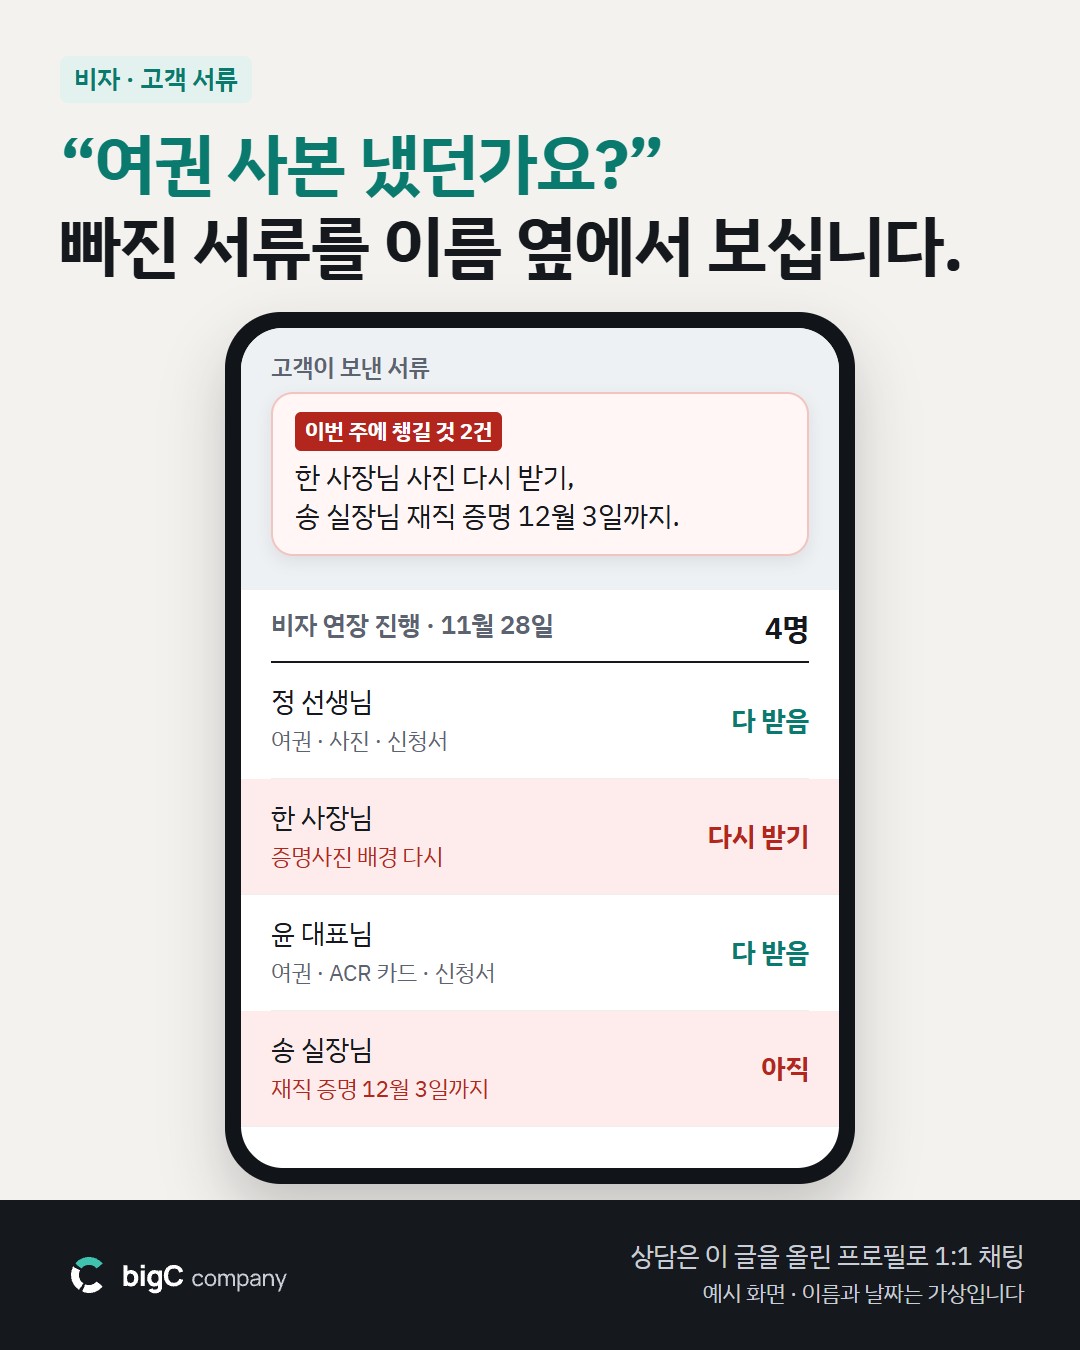 비자 · 고객 서류
“여권 사본 냈던가요?”
빠진 서류를 이름 옆에서 보십니다.
고객이 보낸 서류
이번 주에 챙길 것 2건
한 사장님 사진 다시 받기,
송 실장님 재직 증명 12월 3일까지.
비자 연장 진행 · 11월 28일
4명
정 선생님
여권 · 사진 · 신청서
다 받음
한 사장님
증명사진 배경 다시
다시 받기
윤 대표님
여권 · ACR 카드 · 신청서
다 받음
송 실장님
재직 증명 12월 3일까지
아직
bigC company
상담은 이 글을 올린 프로필로 1:1 채팅
예시 화면 · 이름과 날짜는 가상입니다